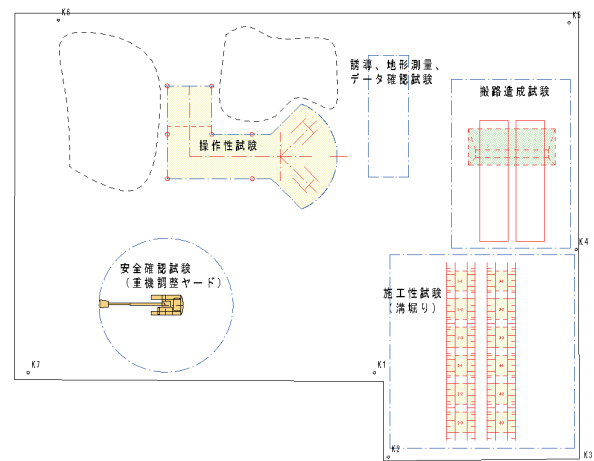 K6
K5
誘導、地形測量、
データ確認試験
搬路造成試験
操作性試験
K4
安全確認試験
（重機調整ヤード）
施工性試験
（溝堀り）
K7
K1
K2
K3